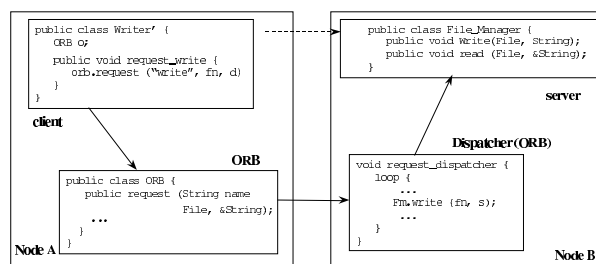 public class Writer' {
ORB o;
public void request_write {
orb.request ("write", fn, d)
}
}
client
public class File_Manager {
public void Write(File, String);
public void read (File, &String);
}
server
ORB
public class ORB {
public request (String name
File, &String);
...
}
}
Node A
Dispatcher(ORB)
void request_dispatcher {
loop {
...
Fm.write {fn, s);
...
}
}
Node B